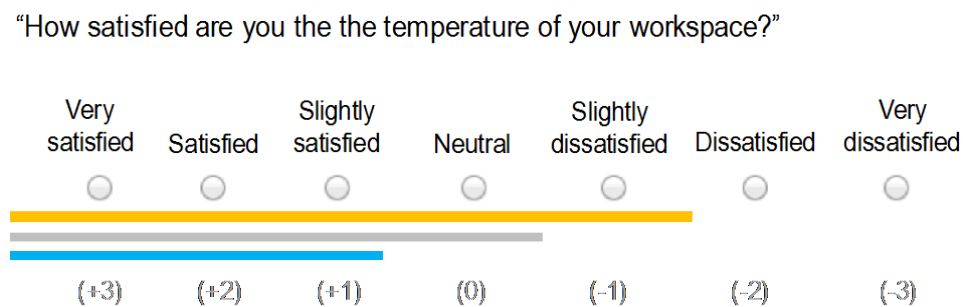 “How satisfied are you the the temperature of your workspace?”
Very satisfied
Satisfied
Slightly satisfied
Neutral
Slightly dissatisfied
Dissatisfied
Very dissatisfied
(+3) (+2) (+1) (0) (-1) (-2) (-3)